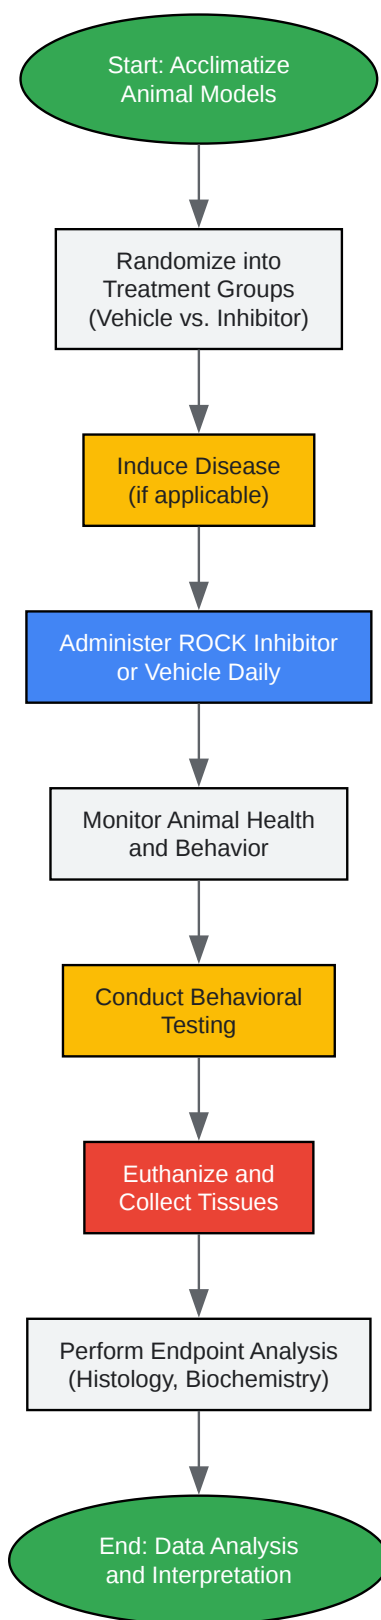 Start: Acclimatize
Animal Models
Randomize into
Treatment Groups
(Vehicle vs. Inhibitor)
Induce Disease
(if applicable)
Administer ROCK Inhibitor
or Vehicle Daily
Monitor Animal Health
and Behavior
Conduct Behavioral
Testing
Euthanize and
Collect Tissues
Perform Endpoint Analysis
(Histology, Biochemistry)
End: Data Analysis
and Interpretation